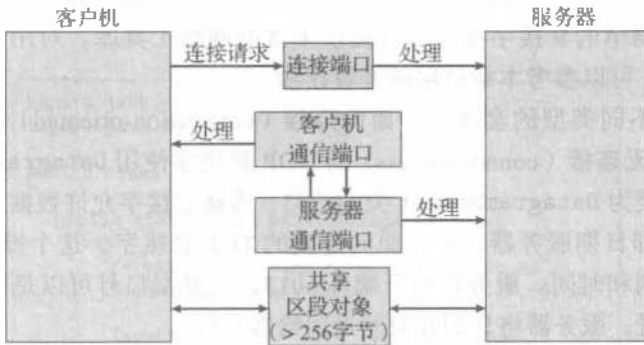 客户机
服务器
连接请求
连接端口
处理
处理
客户机
通信端口
服务器
通信端口
处理
共享
区段对象
(>256字节)